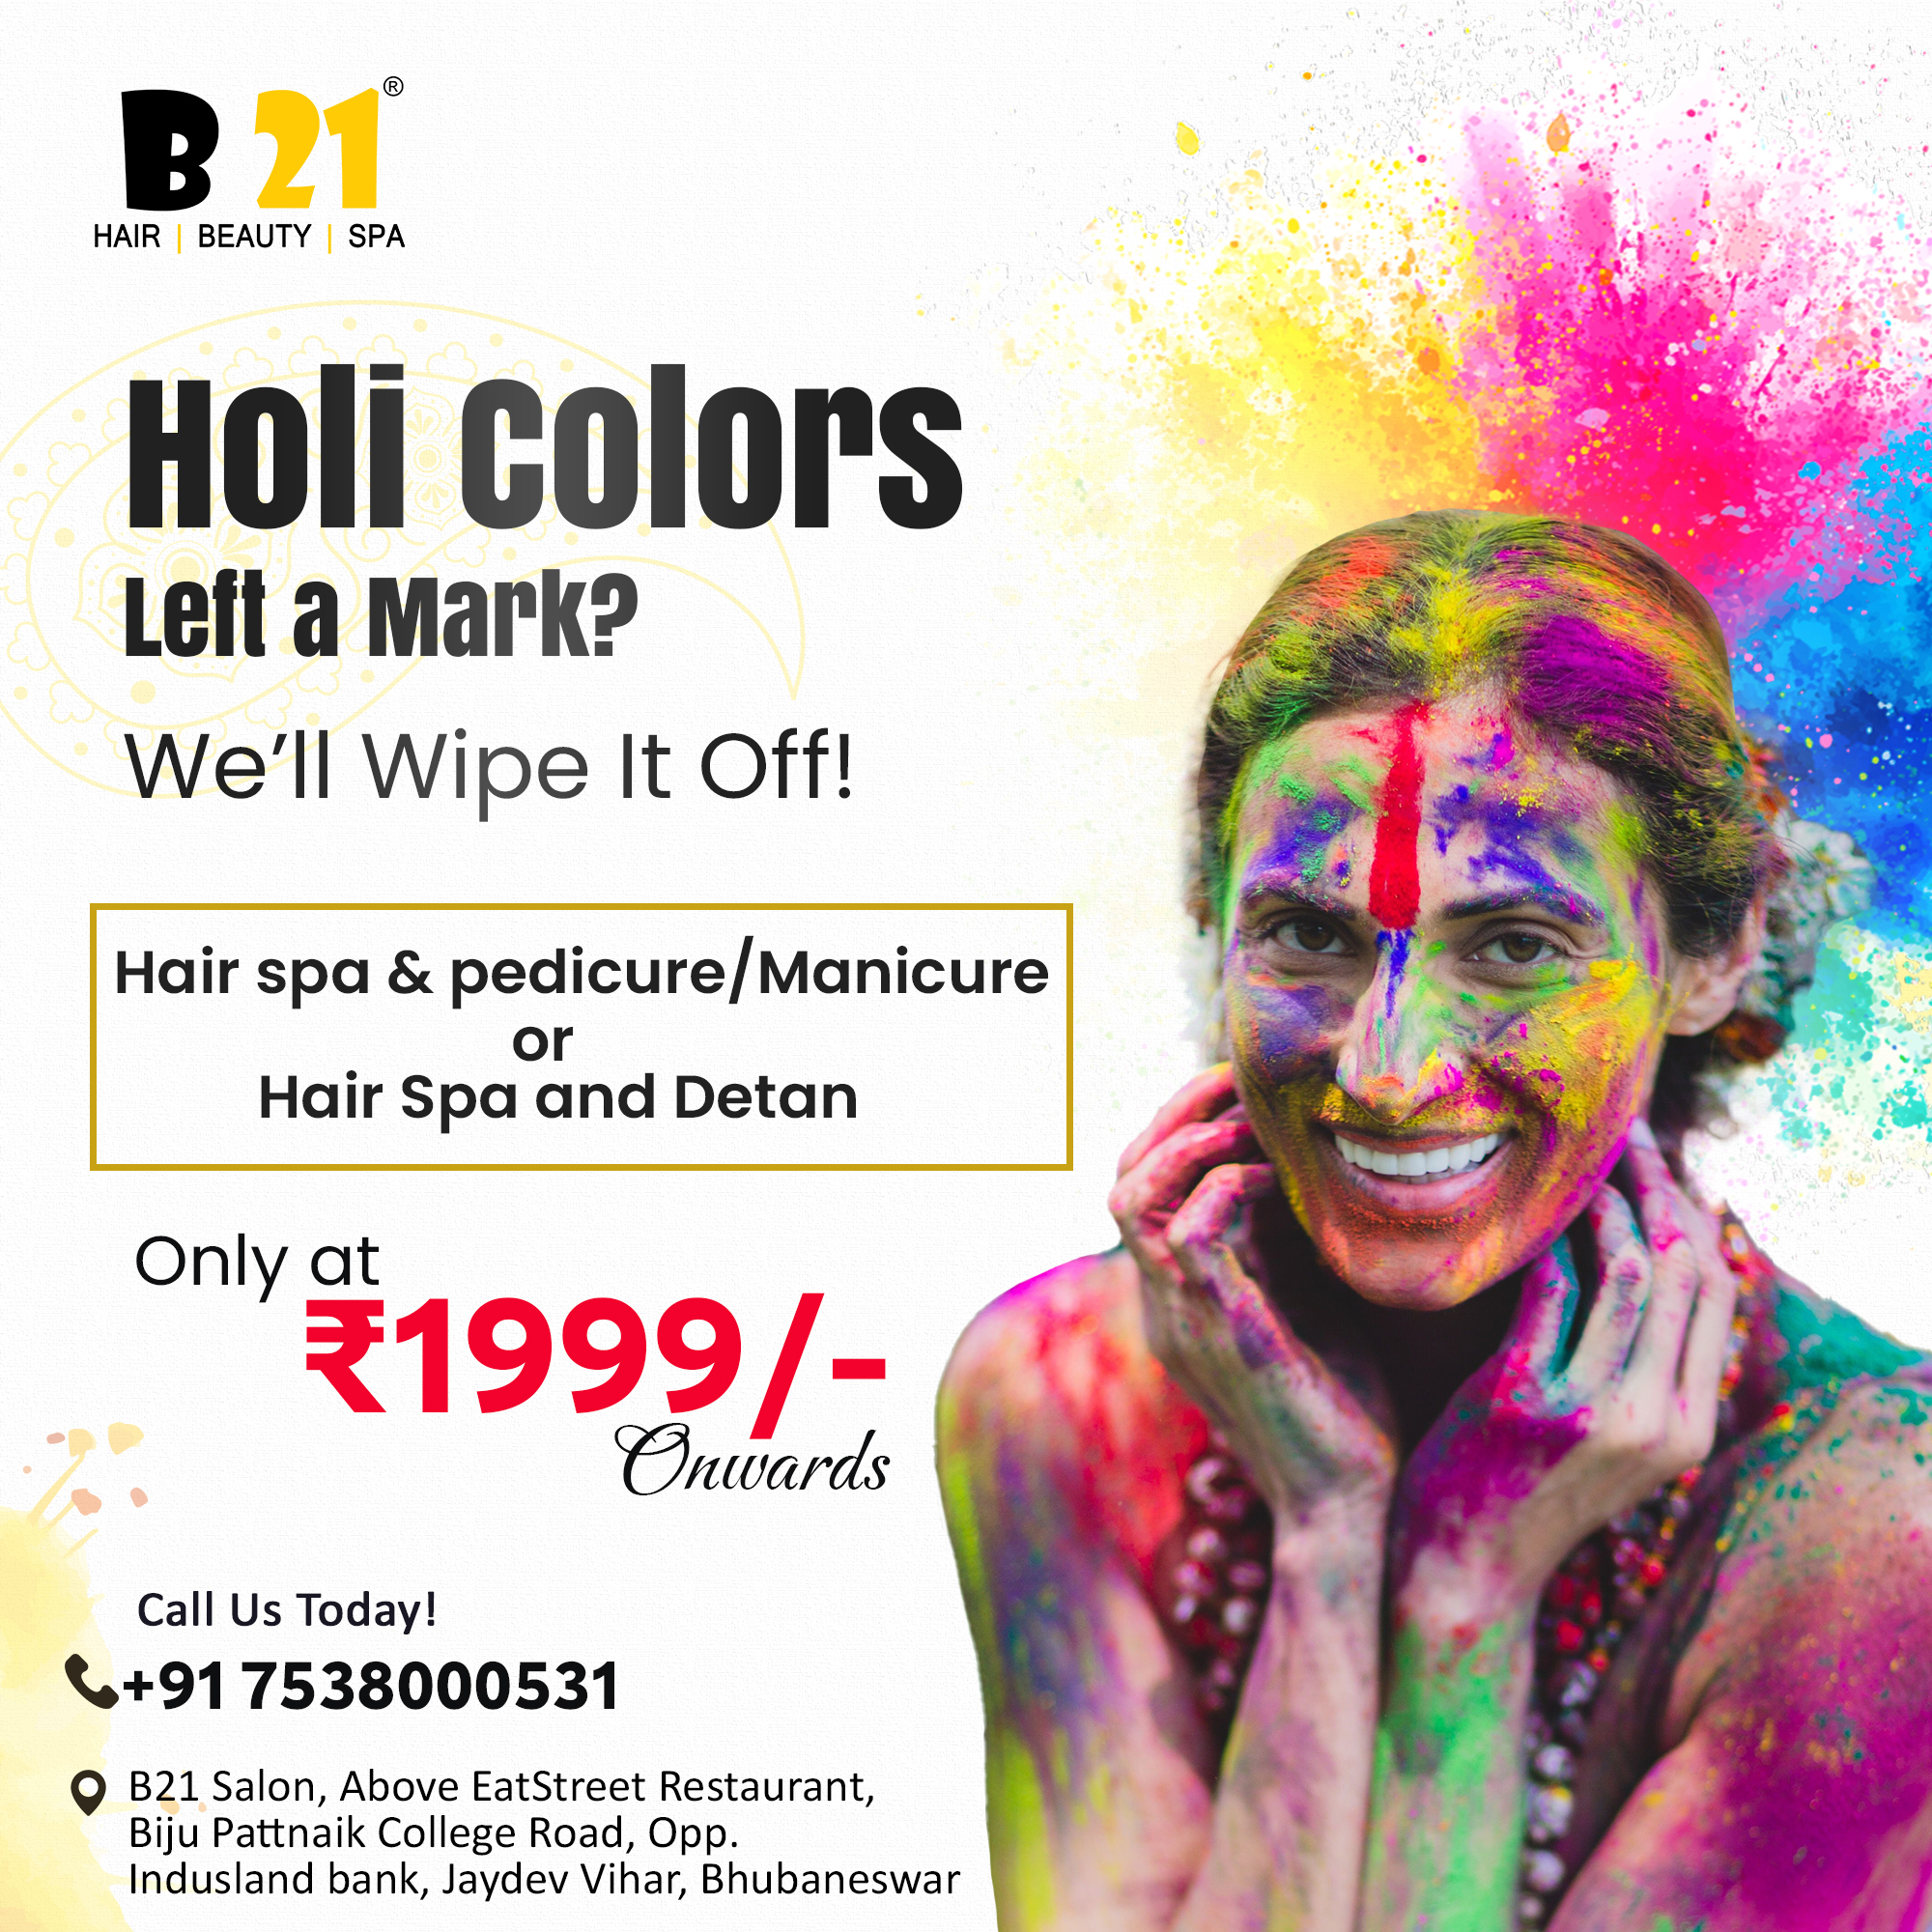 B 21®
HAIR | BEAUTY | SPA
Holi Colors
Left a Mark?
We'll Wipe It Off!
Hair spa & pedicure/Manicure
or
Hair Spa and Detan
Only at
₹1999/-
Onwards
Call Us Today!
+91 7538000531
B21 Salon, Above EatStreet Restaurant,
Biju Pattnaik College Road, Opp.
Indusland bank, Jaydev Vihar, Bhubaneswar